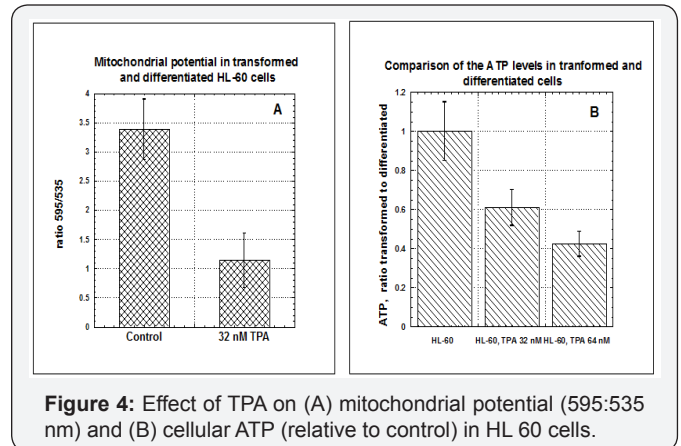 Mitochondrial potential in transformed
and differentiated HL-60 cells
A
4
3.5
3
2.5
2
1.5
1
0.5
0
ratio 595/535
Control
32 nM TPA
Comparison of the ATP levels in tranformed and
differentiated cells
B
1.2
1
0.8
0.6
0.4
0.2
0
ATP, ratio transformed to differentiated
HL-60
HL-60, TPA 32 nM
HL-60, TPA 64 nM
Figure 4: Effect of TPA on (A) mitochondrial potential (595:535
nm) and (B) cellular ATP (relative to control) in HL 60 cells.